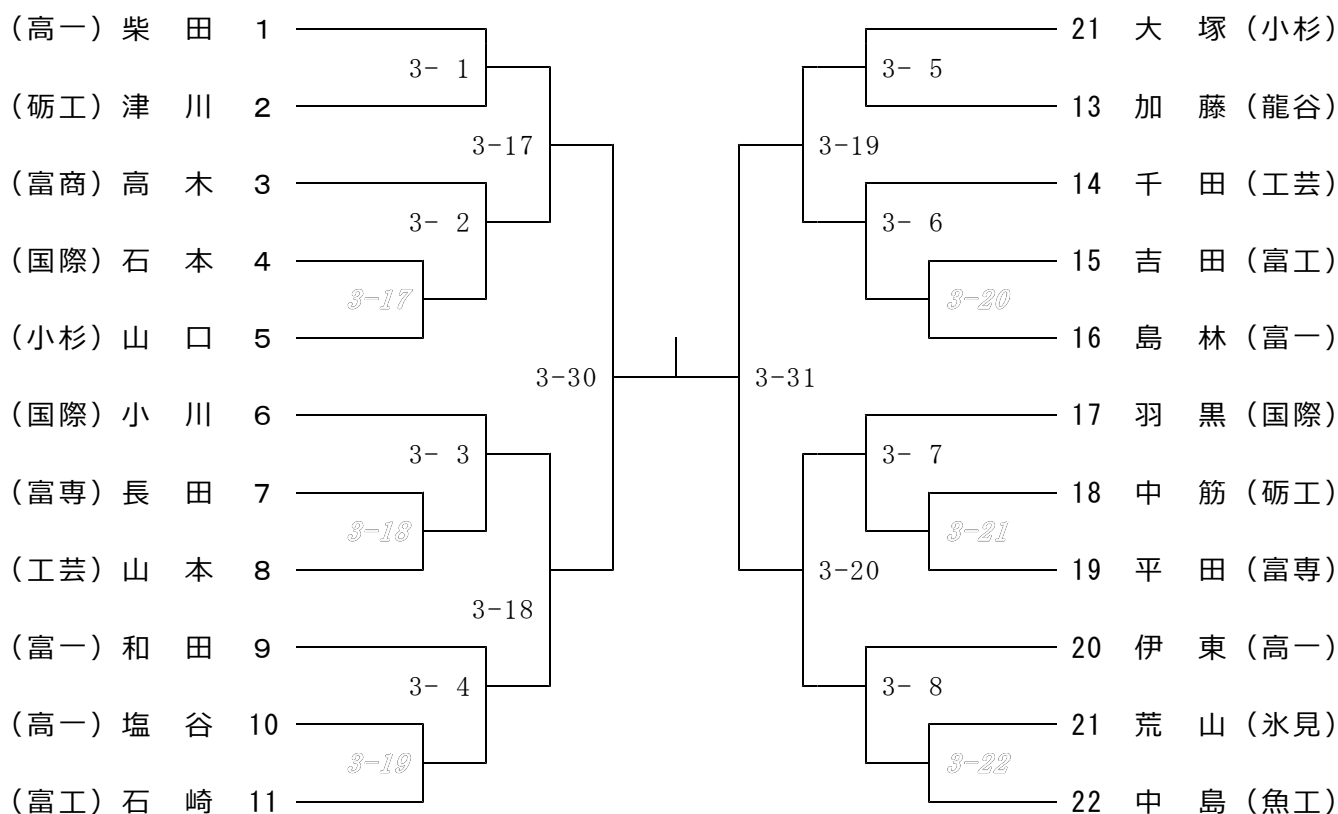 (高一) 柴 田 1
21 大 塚 (小杉)
3- 1
3- 5
(砺工) 津 川 2
13 加 藤 (龍谷)
3-17
3-19
(富商) 高 木 3
14 千 田 (工芸)
3- 2
3- 6
(国際) 石 本 4
15 吉 田 (富工)
3-17
3-20
(小杉) 山 口 5
16 島 林 (富一)
3-30
3-31
(国際) 小 川 6
17 羽 黒 (国際)
3- 3
3- 7
(富専) 長 田 7
18 中 筋 (砺工)
3-18
3-21
(工芸) 山 本 8
19 平 田 (富専)
3-18
3-20
(富一) 和 田 9
20 伊 東 (高一)
3- 4
3- 8
(高一) 塩 谷 10
21 荒 山 (氷見)
3-19
3-22
(富工) 石 崎 11
22 中 島 (魚工)